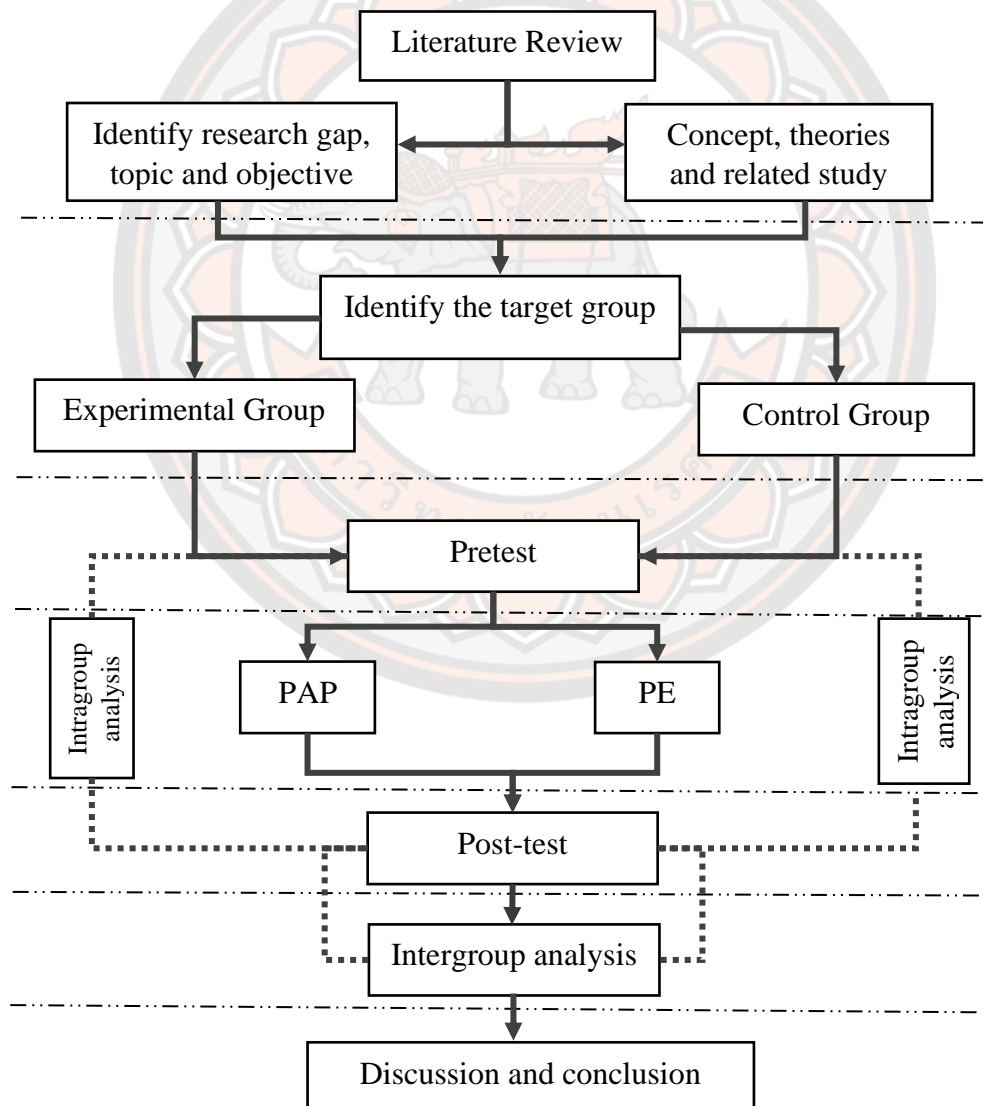 Literature Review
Identify research gap,
topic and objective
Concept, theories
and related study
Identify the target group
Experimental Group
Control Group
Pretest
Intragroup
analysis
PAP
PE
Intragroup
analysis
Post-test
Intergroup analysis
Discussion and conclusion